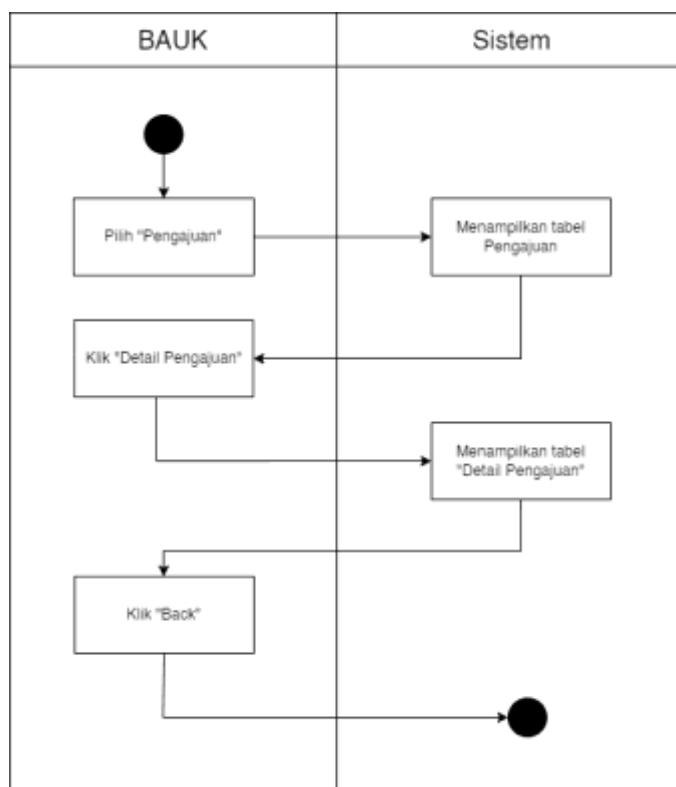 BAUK
Sistem
Pilih "Pengajuan"
Menampilkan tabel
Pengajuan
Klik "Detail Pengajuan"
Menampilkan tabel
"Detail Pengajuan"
Klik "Back"